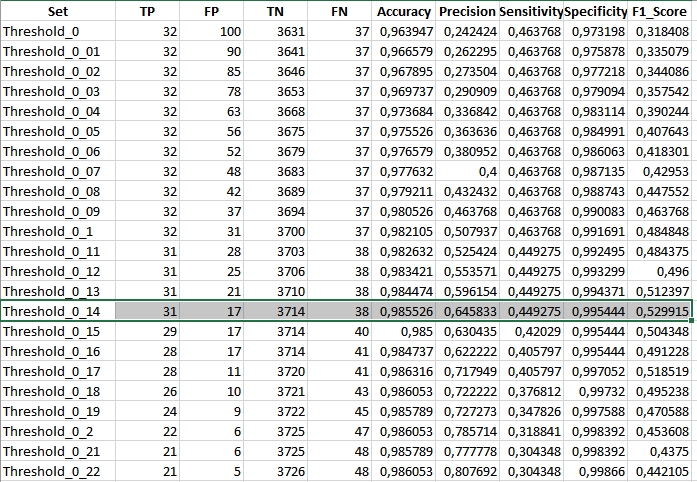 Set TP FP TN FN Accuracy Precision Sensitivity Specificity F1_Score
Threshold_0 32 100 3631 37 0,963947 0,242424 0,463768 0,973198 0,318408
Threshold_0_01 32 90 3641 37 0,966579 0,262295 0,463768 0,975878 0,335079
Threshold_0_02 32 85 3646 37 0,967895 0,273504 0,463768 0,977218 0,344086
Threshold_0_03 32 78 3653 37 0,969737 0,290909 0,463768 0,979094 0,357542
Threshold_0_04 32 63 3668 37 0,973684 0,336842 0,463768 0,983114 0,390244
Threshold_0_05 32 56 3675 37 0,975526 0,363636 0,463768 0,984991 0,407643
Threshold_0_06 32 52 3679 37 0,976579 0,380952 0,463768 0,986063 0,418301
Threshold_0_07 32 48 3683 37 0,977632 0,4 0,463768 0,987135 0,42953
Threshold_0_08 32 42 3689 37 0,979211 0,432432 0,463768 0,988743 0,447552
Threshold_0_09 32 37 3694 37 0,980526 0,463768 0,463768 0,990083 0,463768
Threshold_0_1 32 31 3700 37 0,982105 0,507937 0,463768 0,991691 0,484848
Threshold_0_11 31 28 3703 38 0,982632 0,525424 0,449275 0,992495 0,484375
Threshold_0_12 31 25 3706 38 0,983421 0,553571 0,449275 0,993299 0,496
Threshold_0_13 31 21 3710 38 0,984474 0,596154 0,449275 0,994371 0,512397
Threshold_0_14 31 17 3714 38 0,985526 0,645833 0,449275 0,995444 0,529915
Threshold_0_15 29 17 3714 40 0,985 0,630435 0,42029 0,995444 0,504348
Threshold_0_16 28 17 3714 41 0,984737 0,622222 0,405797 0,995444 0,491228
Threshold_0_17 28 11 3720 41 0,986316 0,717949 0,405797 0,997052 0,518519
Threshold_0_18 26 10 3721 43 0,986053 0,722222 0,376812 0,99732 0,495238
Threshold_0_19 24 9 3722 45 0,985789 0,727273 0,347826 0,997588 0,470588
Threshold_0_2 22 6 3725 47 0,986053 0,785714 0,318841 0,998392 0,453608
Threshold_0_21 21 6 3725 48 0,985789 0,777778 0,304348 0,998392 0,4375
Threshold_0_22 21 5 3726 48 0,986053 0,807692 0,304348 0,99866 0,442105